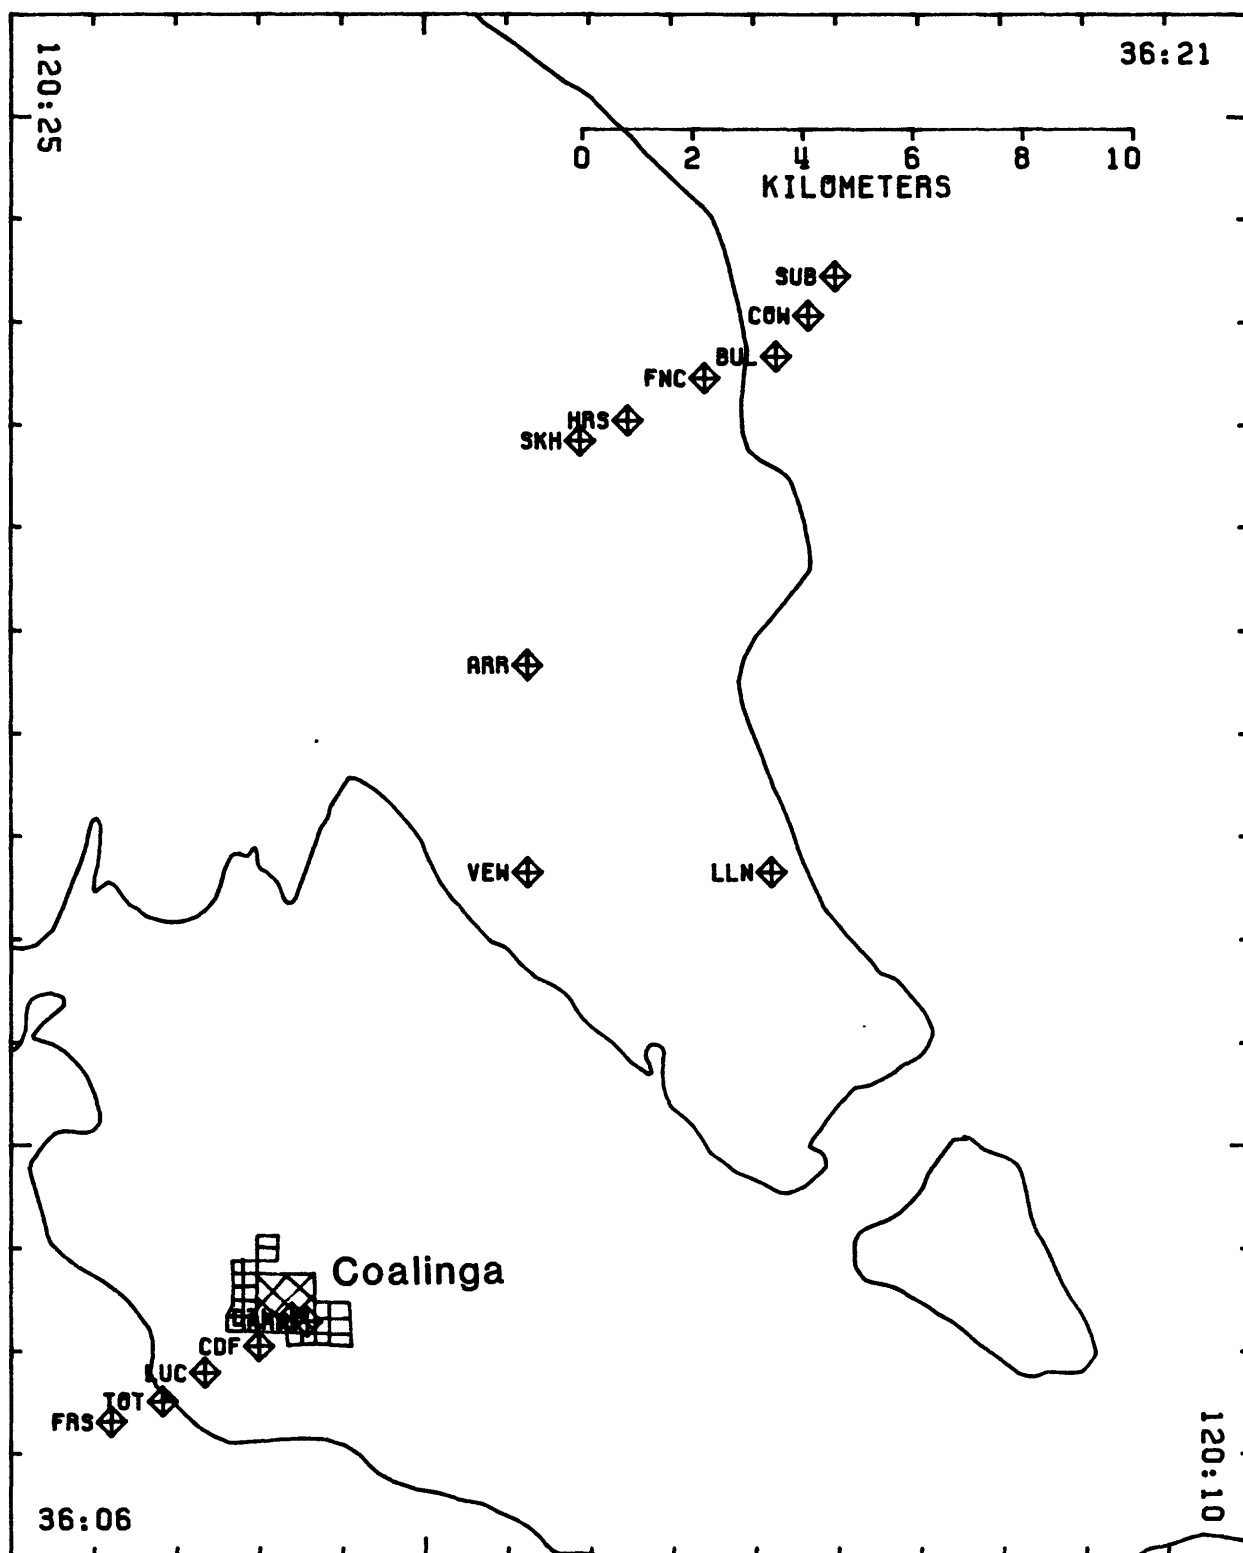 36:21
120:25
0 2 4 6 8 10
KILOMETERS
SUB
COW
BUL
FNC
HRS
SKH
ARR
VEW
LLN
Coalinga
CDF
LUC
TOT
FRS
120:10
36:06